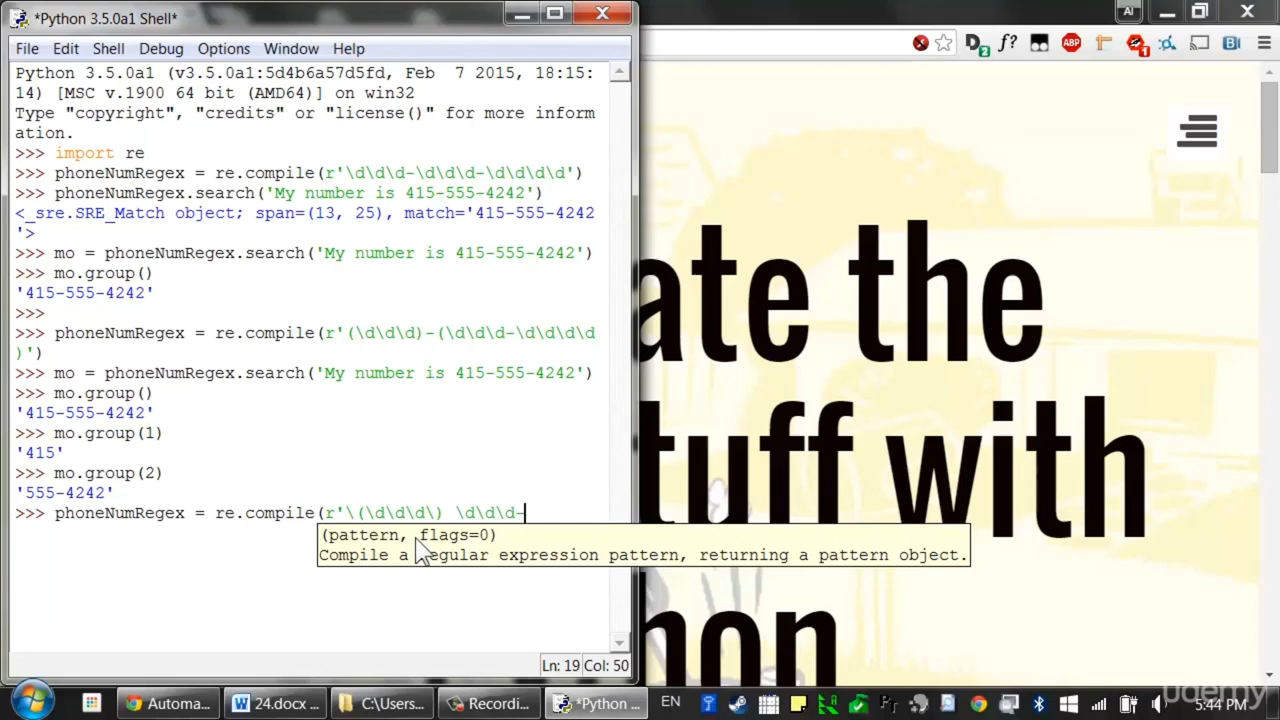 *Python 3.5.0a1 Shell*
File Edit Shell Debug Options Window Help
Python 3.5.0a1 (v3.5.0a1:5d4b6a57d5fd, Feb  7 2015, 18:15:
14) [MSC v.1900 64 bit (AMD64)] on win32
Type "copyright", "credits" or "license()" for more inform
ation.
>>> import re
>>> phoneNumRegex = re.compile(r'\d\d\d-\d\d\d-\d\d\d\d')
>>> phoneNumRegex.search('My number is 415-555-4242')
<_sre.SRE_Match object; span=(13, 25), match='415-555-4242
'>
>>> mo = phoneNumRegex.search('My number is 415-555-4242')
>>> mo.group()
'415-555-4242'
>>>
>>> phoneNumRegex = re.compile(r'(\d\d\d)-(\d\d\d-\d\d\d\d
)')
>>> mo = phoneNumRegex.search('My number is 415-555-4242')
>>> mo.group()
'415-555-4242'
>>> mo.group(1)
'415'
>>> mo.group(2)
'555-4242'
>>> phoneNumRegex = re.compile(r'\(\d\d\d\) \d\d\d-
(pattern, flags=0)
Compile a regular expression pattern, returning a pattern object.
Ln: 19 Col: 50
AI
D 2 f? ABP 1 B
ate the
tuff with
hon
Automa... 24.docx ... C:\Users... Recordi... *Python ... EN 5:44 PM
udemy